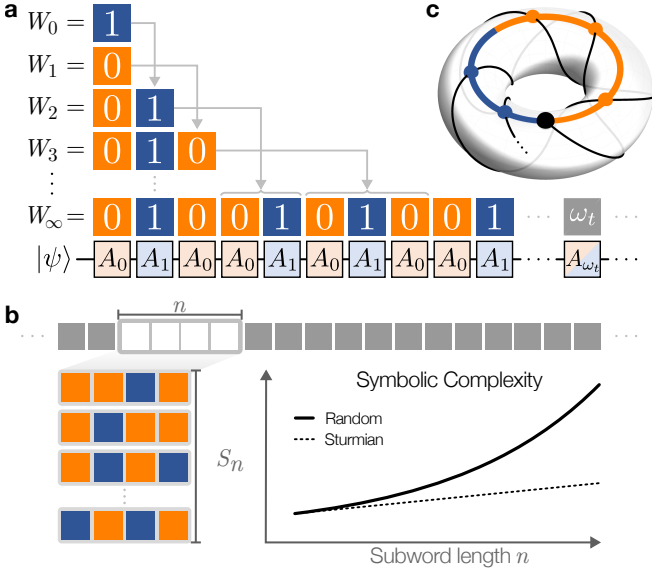 a
c
W₀ = 1
W₁ = 0
W₂ = 0 1
W₃ = 0 1 0
⋮ ⋮
W∞ = 0 1 0 0 1 0 1 0 0 1 ··· ωₜ ···
|ψ⟩ A₀ A₁ A₀ A₀ A₁ A₀ A₁ A₀ A₀ A₁ ··· A_ωₜ ···
b
n
··· ···
Sₙ
Symbolic Complexity
Random
Sturmian
Subword length n